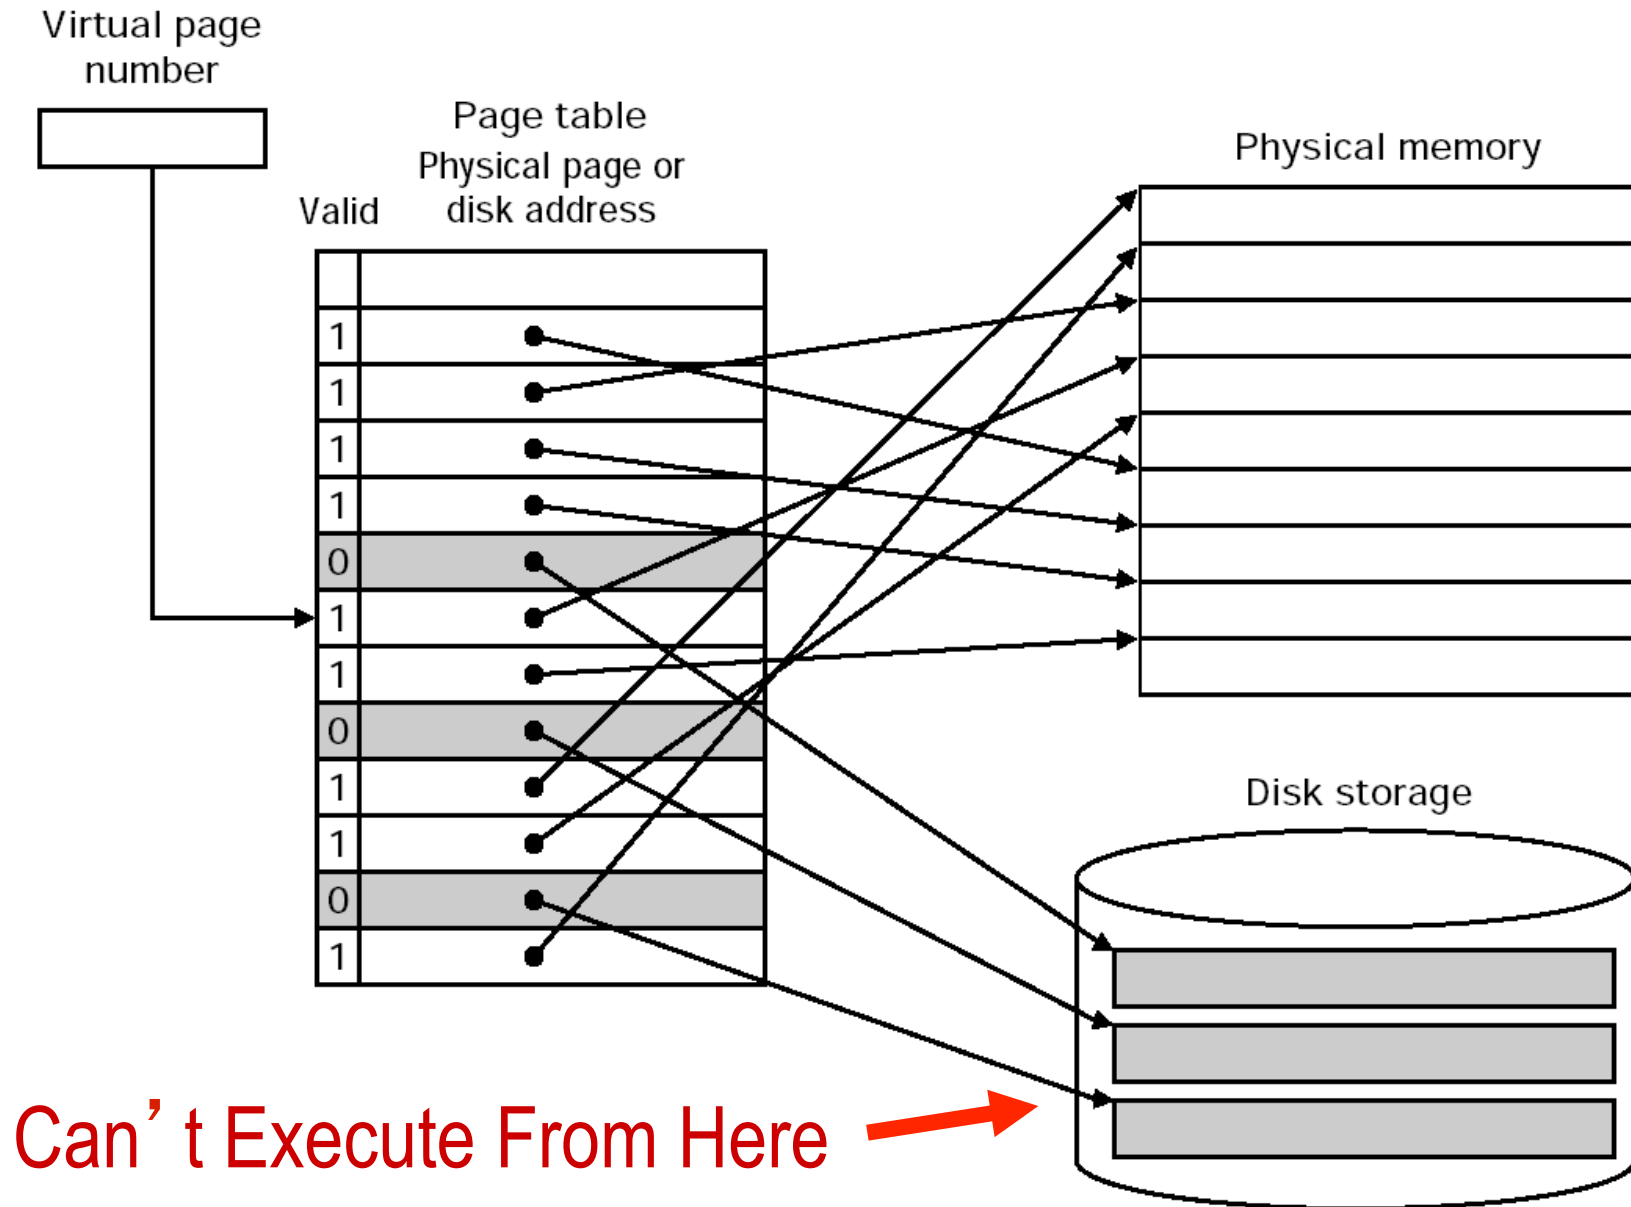 Virtual page
number
Page table
Physical page or
disk address
Valid
Physical memory
1
1
1
1
0
1
1
0
1
1
0
1
Disk storage
Can’ t Execute From Here